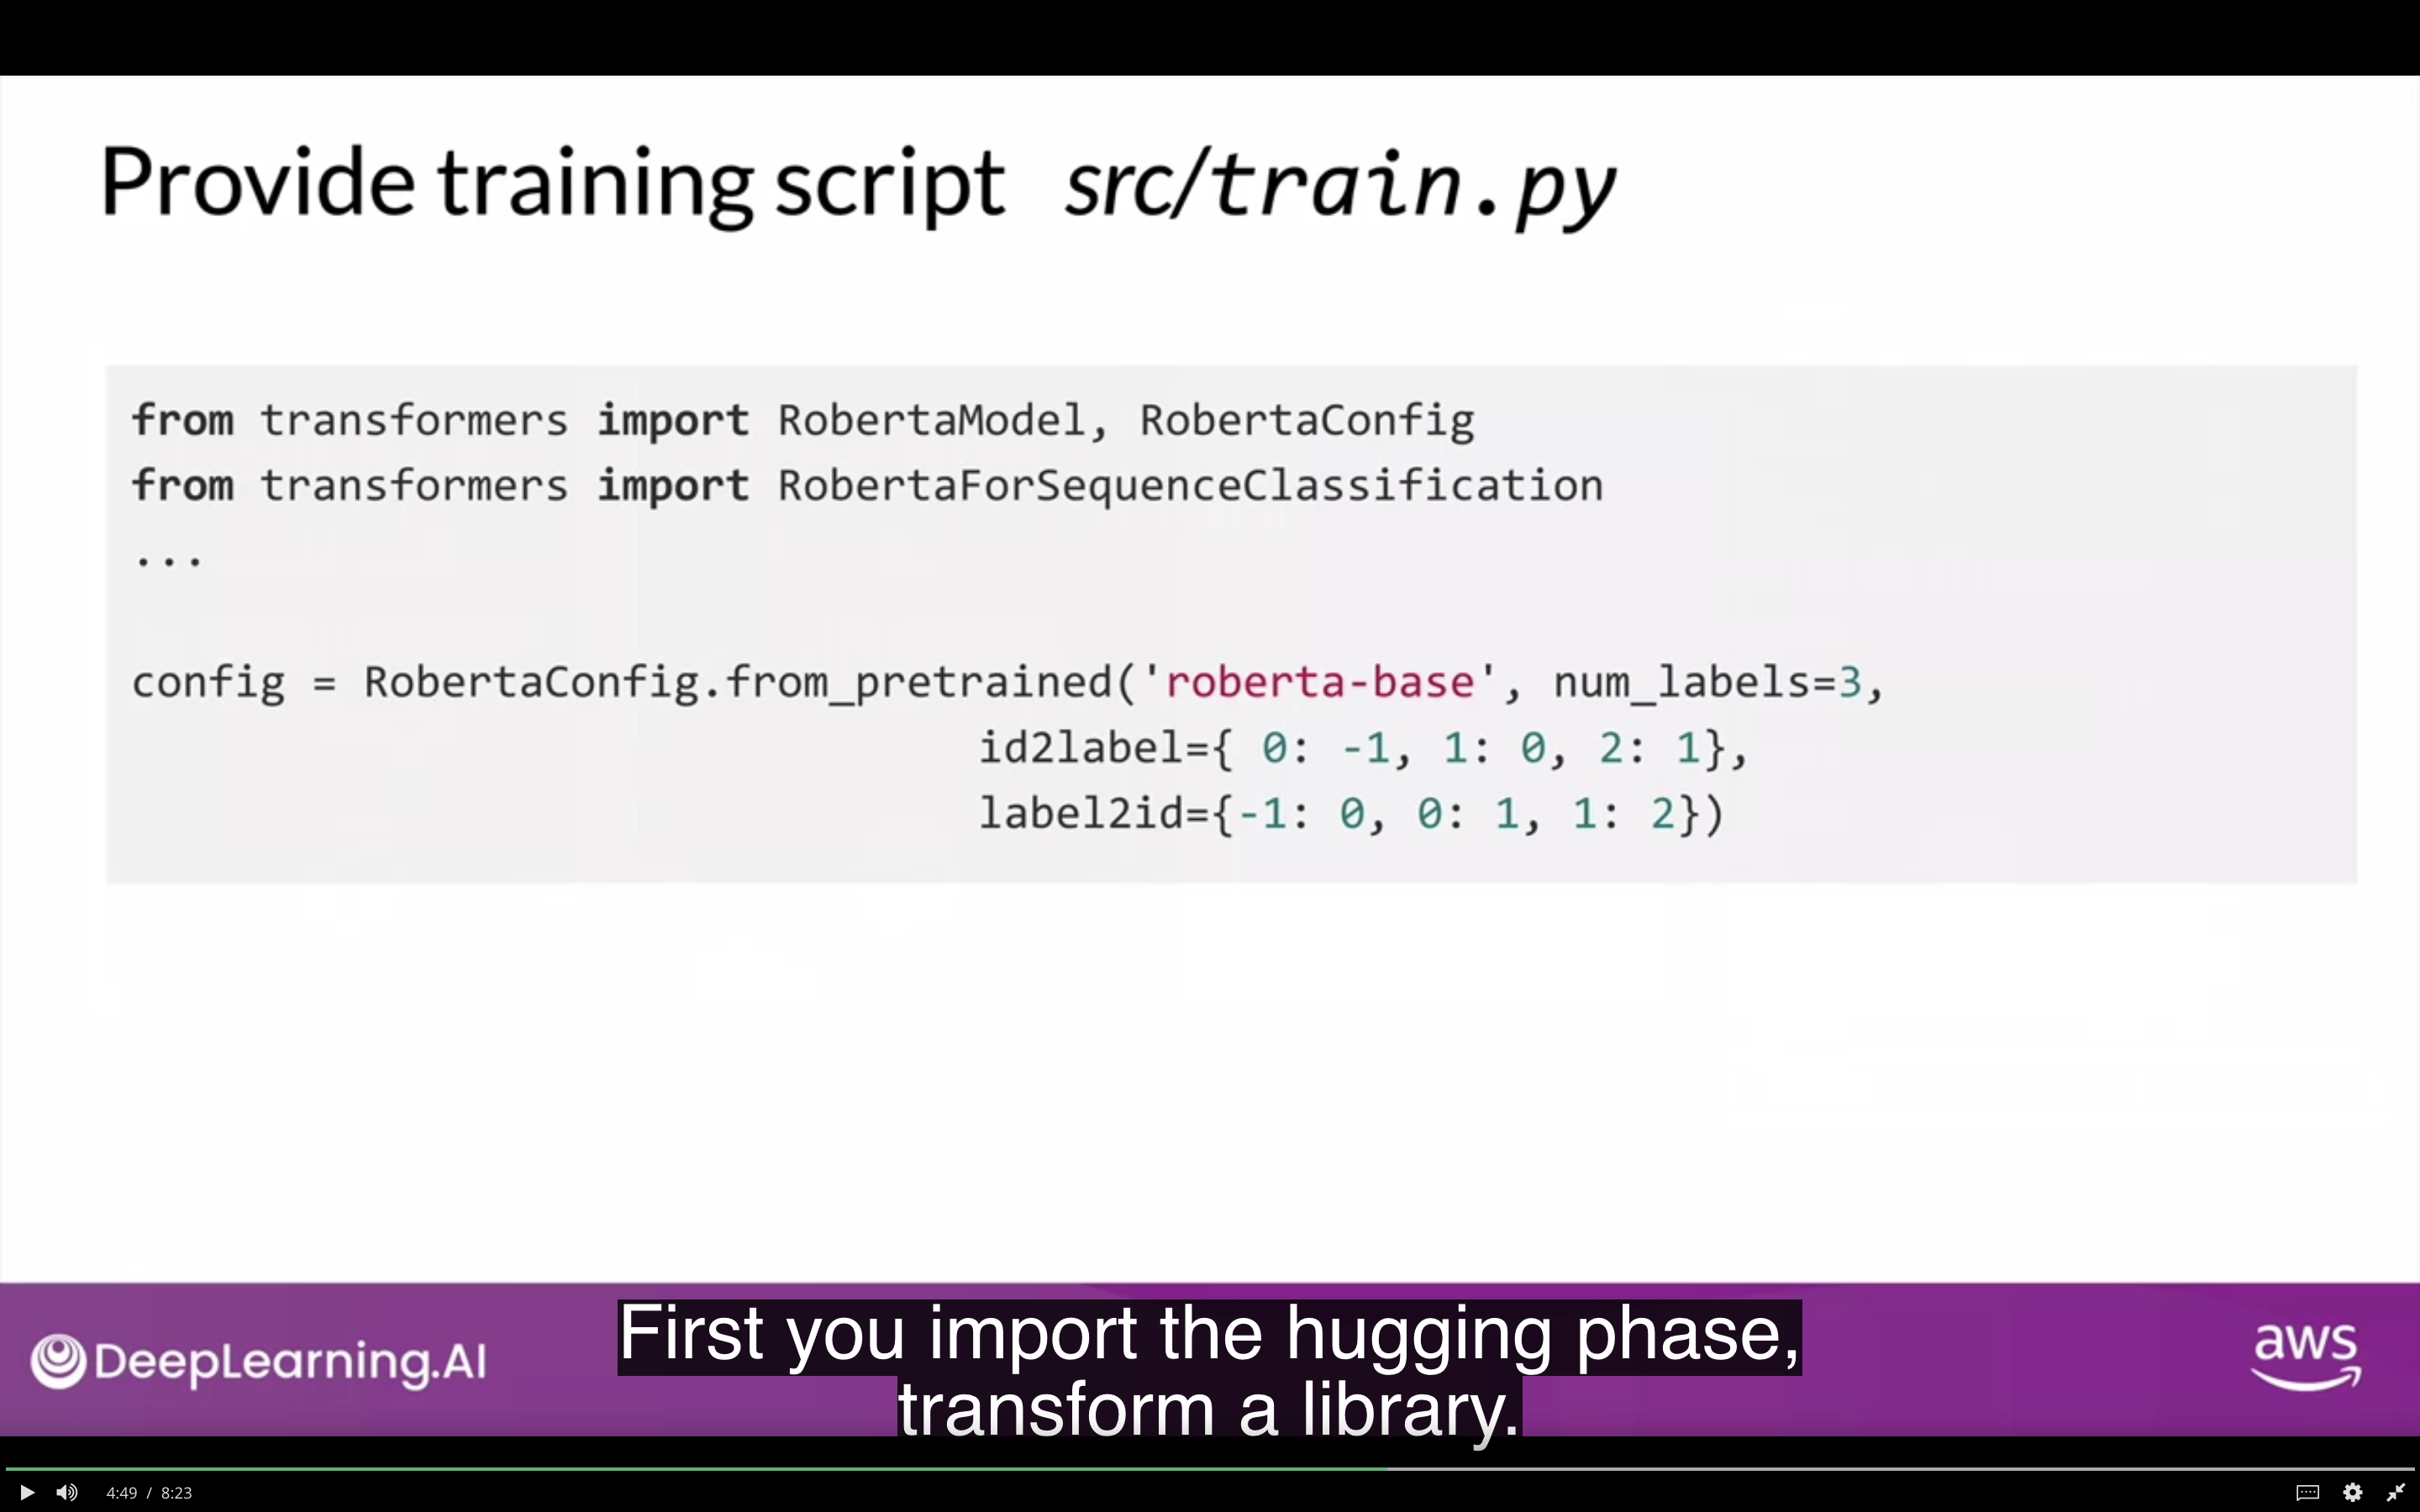 Provide training script src/train.py
from transformers import RobertaModel, RobertaConfig
from transformers import RobertaForSequenceClassification
...
config = RobertaConfig.from_pretrained('roberta-base', num_labels=3,
id2label={ 0: -1, 1: 0, 2: 1},
label2id={-1: 0, 0: 1, 1: 2})
DeepLearning.AI
First you import the hugging phase,
transform a library.
aws
4:49 / 8:23